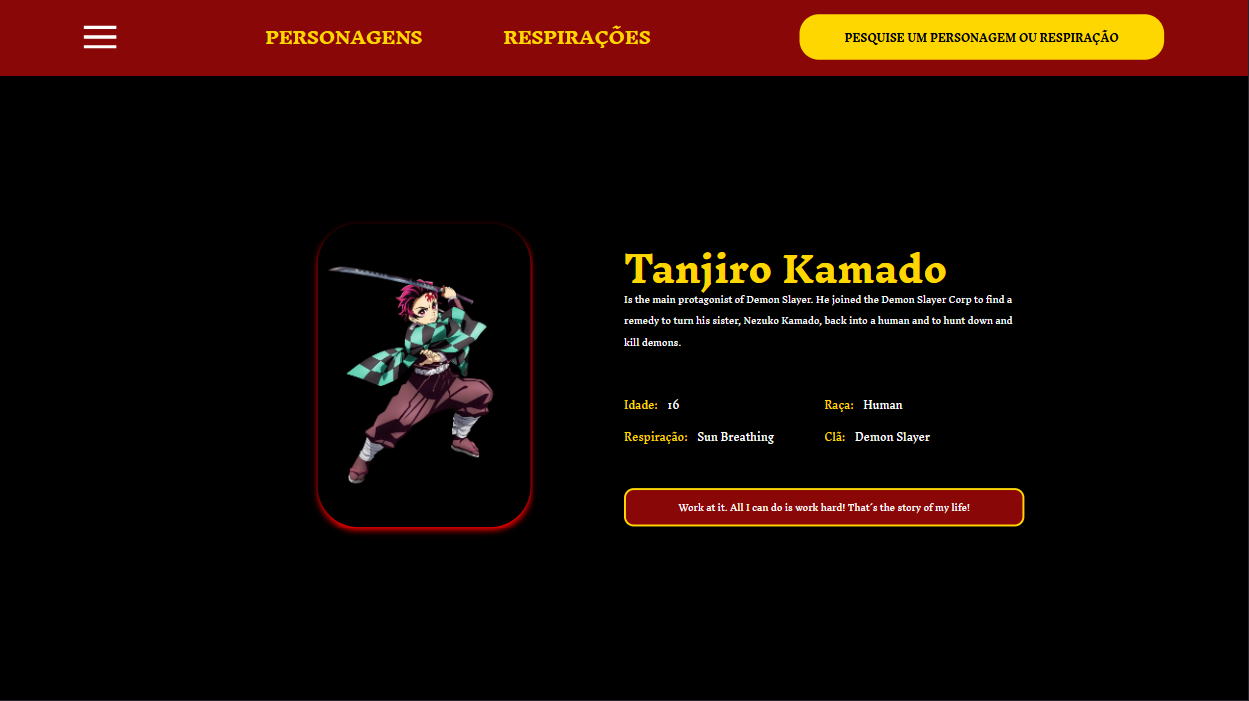 PERSONAGENS RESPIRAÇÕES PESQUISE UM PERSONAGEM OU RESPIRAÇÃO
Tanjiro Kamado
Is the main protagonist of Demon Slayer. He joined the Demon Slayer Corp to find a
remedy to turn his sister, Nezuko Kamado, back into a human and to hunt down and
kill demons.
Idade: 16 Raça: Human
Respiração: Sun Breathing Clã: Demon Slayer
Work at it. All I can do is work hard! That´s the story of my life!